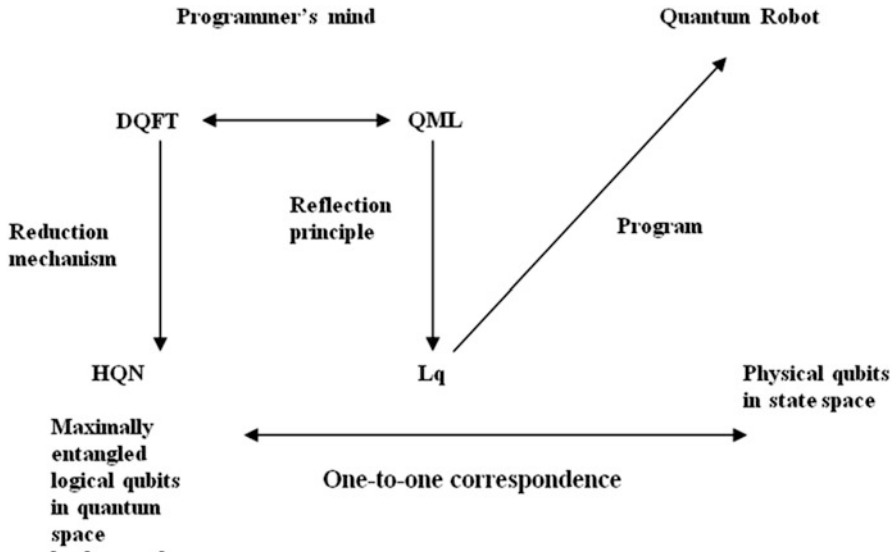 Programmer's mind
Quantum Robot
DQFT
QML
Reduction
mechanism
Reflection
principle
Program
HQN
Lq
Physical qubits
in state space
Maximally
entangled
logical qubits
in quantum
space
One-to-one correspondence